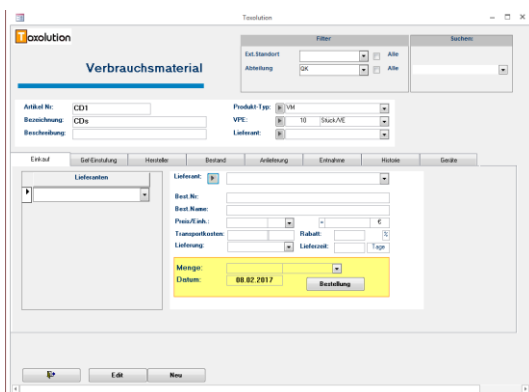 Toxolution
Toxolution
Filter
Suchen:
Ext.Standort
Alle
Abteilung
QK
Alle
Verbrauchsmaterial
Artikel Nr:
CD1
Produkt-Typ:
VM
Bezeichnung:
CDs
VPE:
10
Stück/VE
Beschreibung:
Lieferant:
Einkauf
Gef-Einstufung
Hersteller
Bestand
Anlieferung
Entnahme
Historie
Geräte
Lieferanten
Lieferant:
Best.Nr:
Best.Name:
Preis/Einh.:
€
Transportkosten:
Rabatt:
%
Lieferung:
Lieferzeit:
Tage
Menge:
Datum:
08.02.2017
Bestellung
Edit
Neu